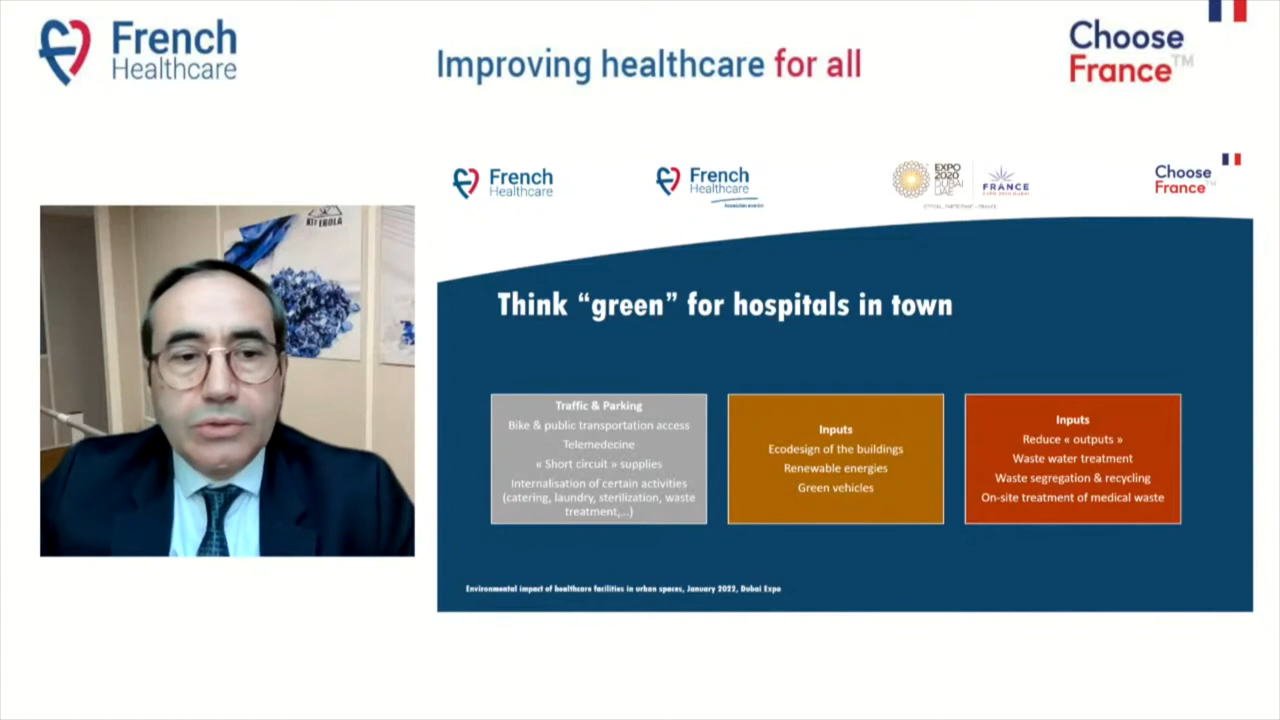 French
Healthcare
Improving healthcare for all
Choose
France™
French
Healthcare
French
Healthcare
EXPO
2020
DUBAI
UAE
FRANCE
Choose
France™
KIT EBOLA
Think “green” for hospitals in town
Traffic & Parking
Bike & public transportation access
Telemedecine
« Short circuit » supplies
Internalisation of certain activities
(catering, laundry, sterilization, waste
treatment,...)
Inputs
Ecodesign of the buildings
Renewable energies
Green vehicles
Inputs
Reduce « outputs »
Waste water treatment
Waste segregation & recycling
On-site treatment of medical waste
Environmental impact of healthcare facilities in urban spaces, January 2022, Dubai Expo